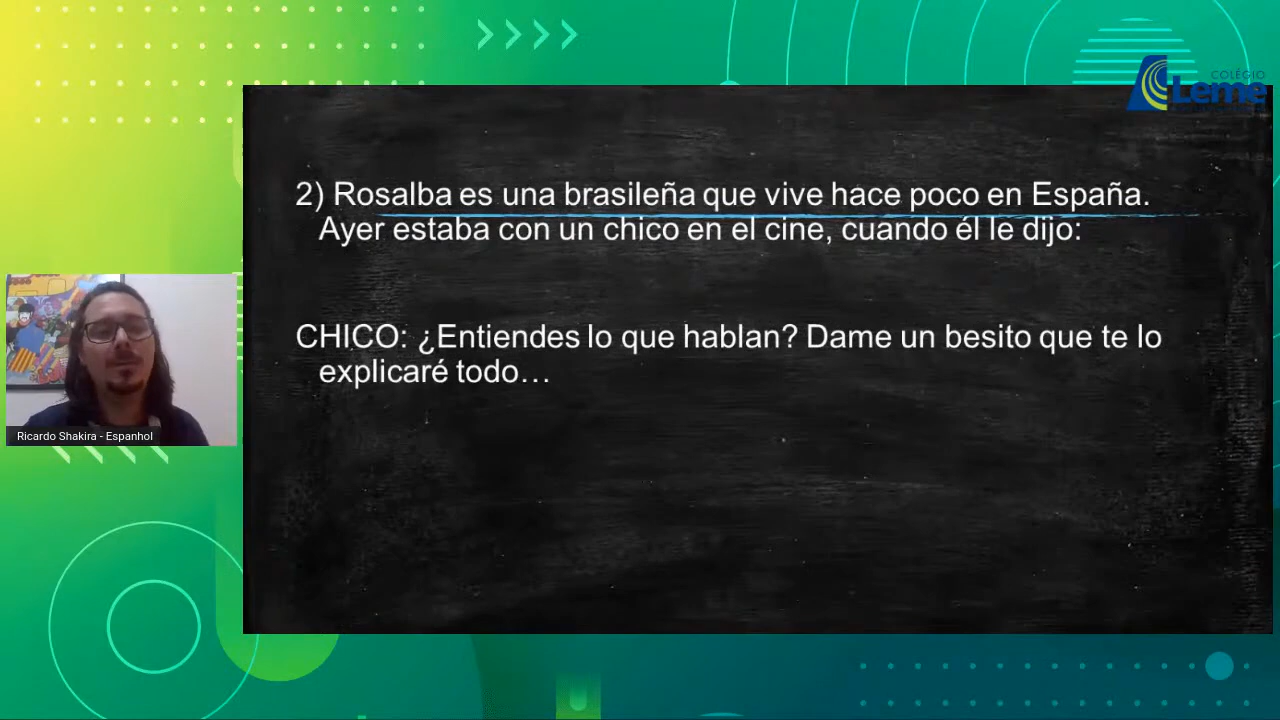 COLÉGIO
Leme
2) Rosalba es una brasileña que vive hace poco en España.
Ayer estaba con un chico en el cine, cuando él le dijo:
CHICO: ¿Entiendes lo que hablan? Dame un besito que te lo
explicaré todo…
Ricardo Shakira - Espanhol